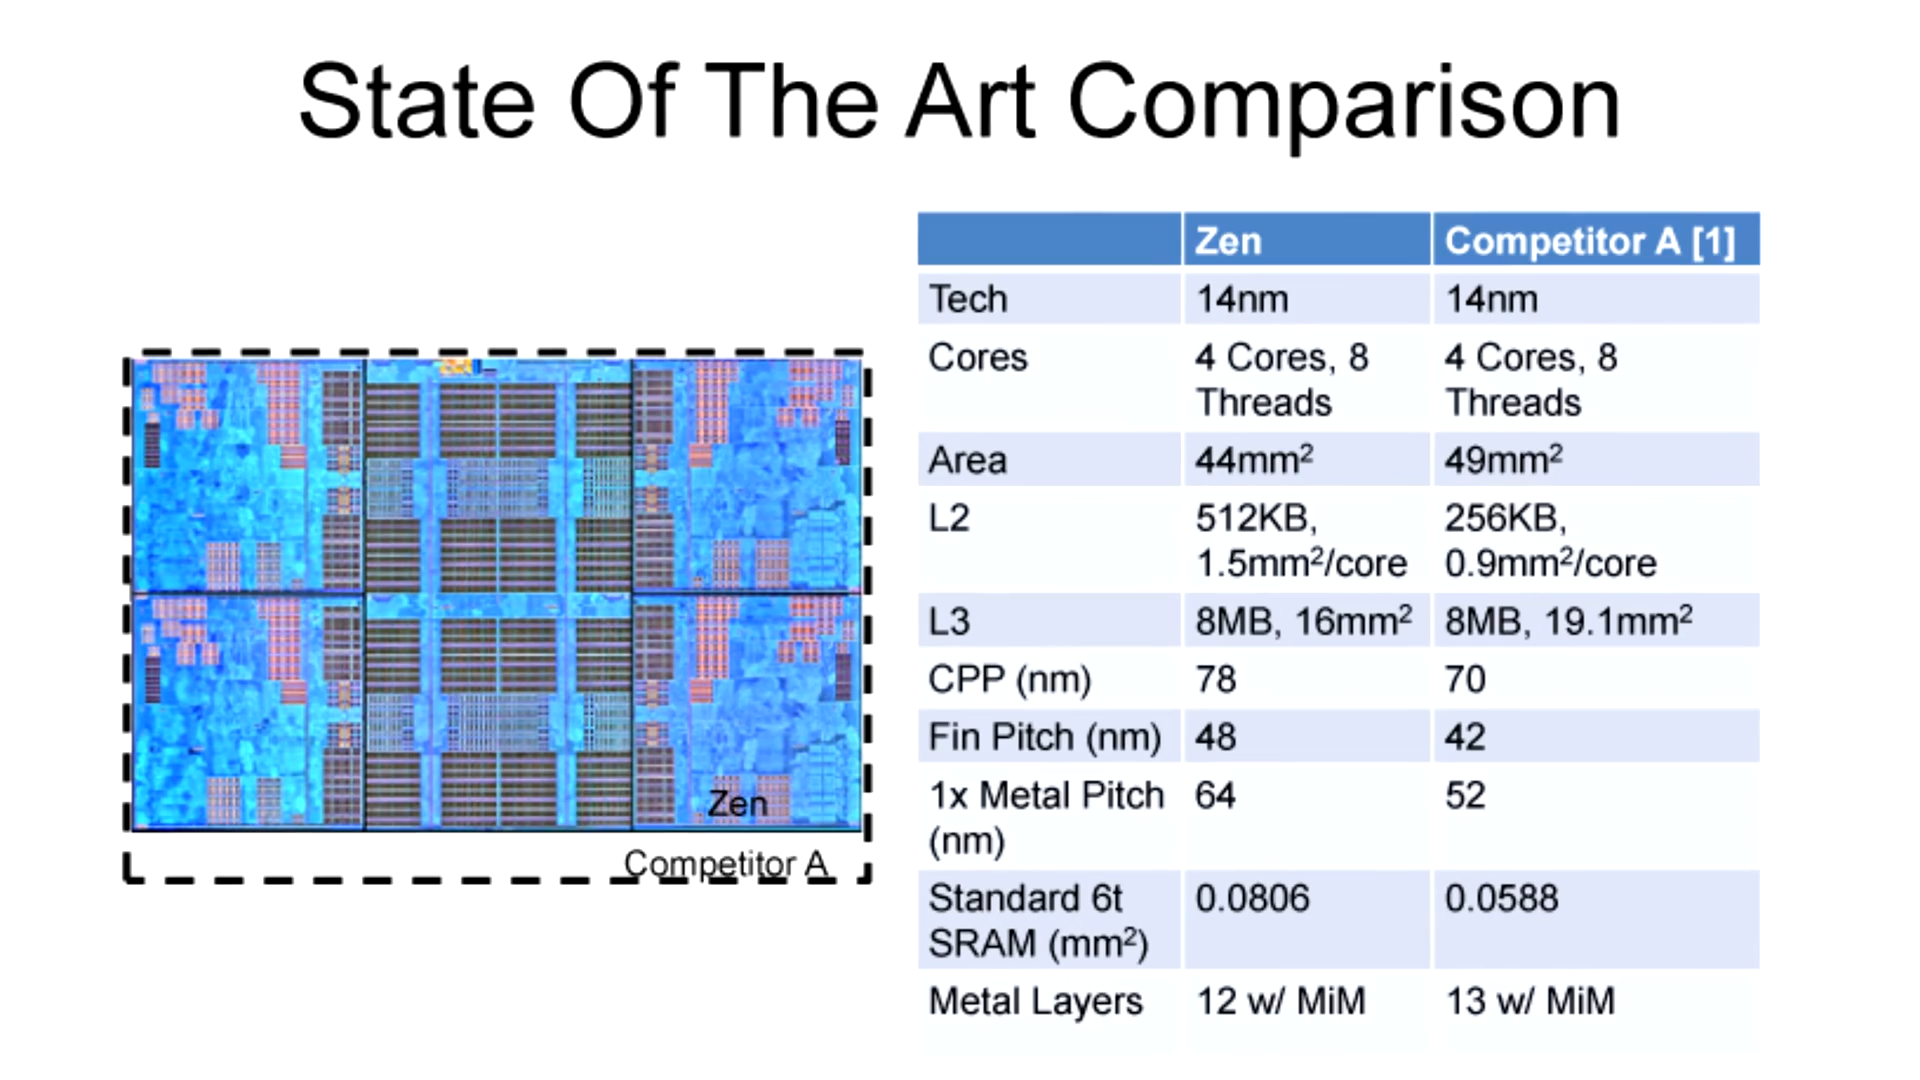 State Of The Art Comparison
Zen
Competitor A
Zen Competitor A [1]
Tech 14nm 14nm
Cores 4 Cores, 8 4 Cores, 8
Threads Threads
Area 44mm² 49mm²
L2 512KB, 256KB,
1.5mm²/core 0.9mm²/core
L3 8MB, 16mm² 8MB, 19.1mm²
CPP (nm) 78 70
Fin Pitch (nm) 48 42
1x Metal Pitch 64 52
(nm)
Standard 6t 0.0806 0.0588
SRAM (mm²)
Metal Layers 12 w/ MiM 13 w/ MiM